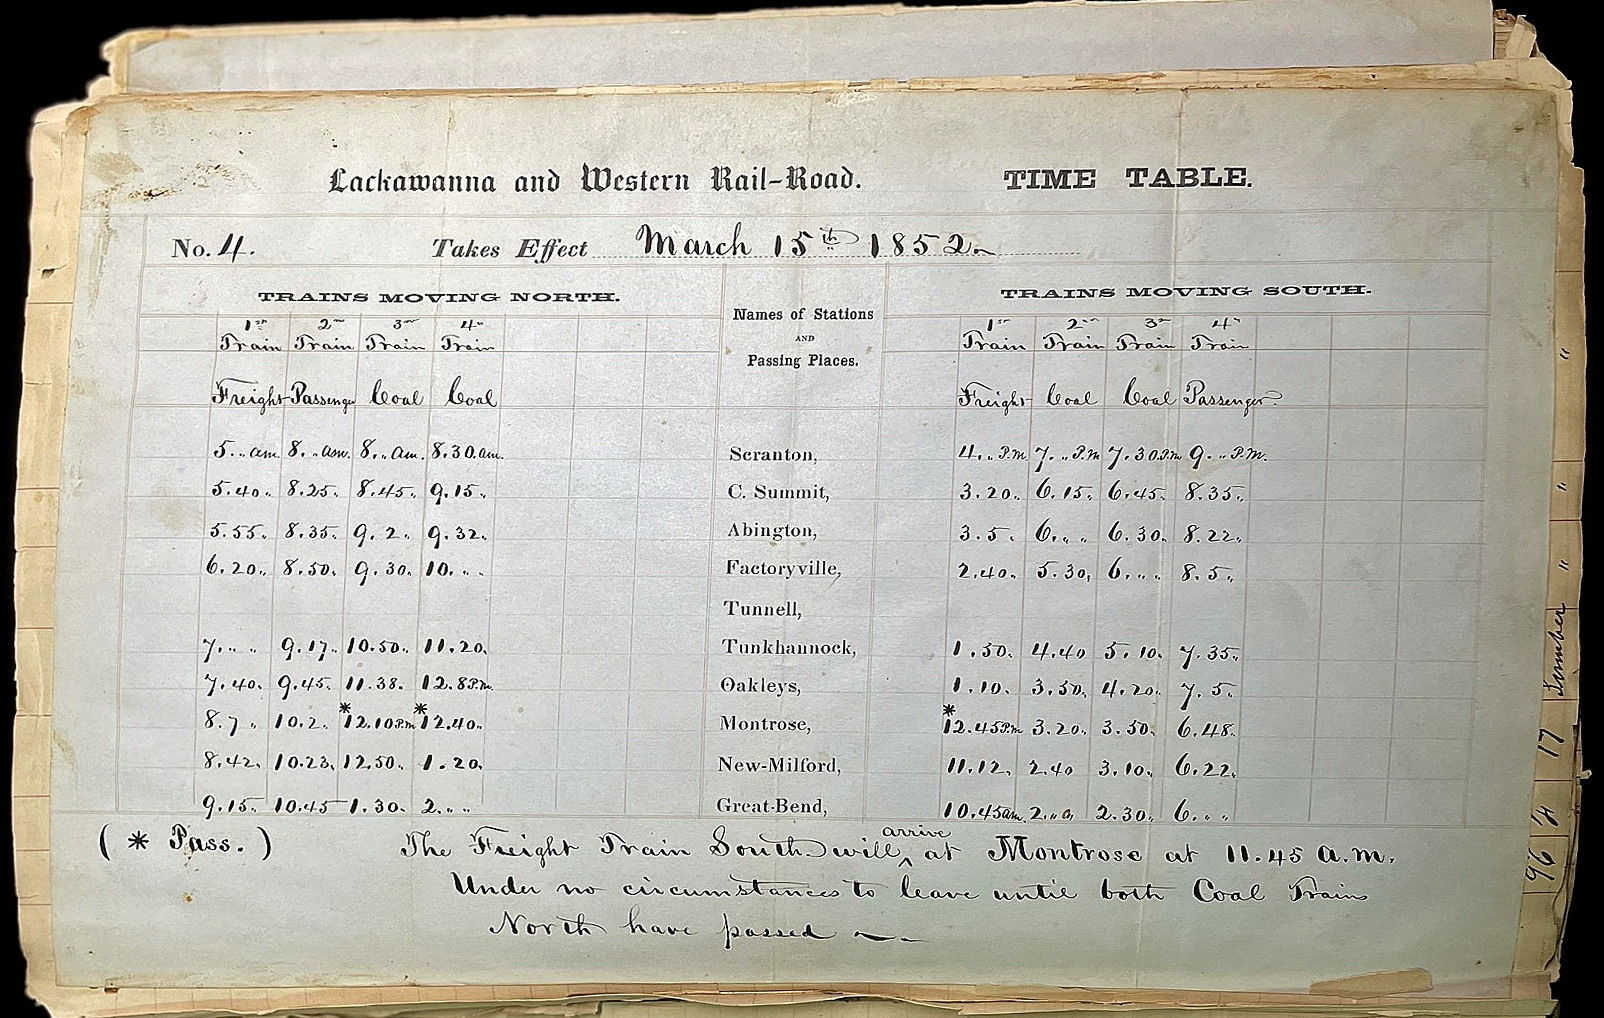 Lackawanna and Western Rail-Road. TIME TABLE.
No. 4. Takes Effect March 15th 1852
TRAINS MOVING NORTH. Names of Stations AND Passing Places. TRAINS MOVING SOUTH.
1st 2nd 3rd 4th 1st 2nd 3d 4th
Train Train Train Train Train Train Train Train
Freight Passenger Coal Coal Freight Coal Coal Passenger
5. " am. 8. " am. 8. " am. 8.30 am. Scranton, 4. " P.M 7. " P.M 7.30 P.M 9. " P.M.
5.40 " 8.25 " 8.45 " 9.15 " C. Summit, 3.20 " 6.15 " 6.45 " 8.35 "
5.55 " 8.35 " 9.2 " 9.32 " Abington, 3.5 " 6. " " 6.30 " 8.22 "
6.20 " 8.50 " 9.30 " 10. " " Factoryville, 2.40 " 5.30 " 6. " " 8.5 "
Tunnell,
7. " " 9.17 " 10.50 " 11.20 " Tunkhannock, 1.50 " 4.40 5.10 " 7.35 "
7.40 " 9.45 " 11.38 " 12.8 P.M. Oakleys, 1.10 " 3.50 " 4.20 " 7.5 "
8.7 " 10.2 " *12.10 P.M *12.40 " Montrose, *12.45 P.M 3.20 " 3.50 " 6.48 "
8.42 " 10.23 " 12.50 " 1.20 " New-Milford, 11.12 " 2.40 3.10 " 6.22 "
9.15 " 10.45 1.30 " 2. " " Great-Bend, 10.45 am. 2. " " 2.30 " 6. " "
( * Pass. ) The Freight Train South will arrive at Montrose at 11.45 A.M.
Under no circumstances to leave until both Coal Trains
North have passed
96 17 "